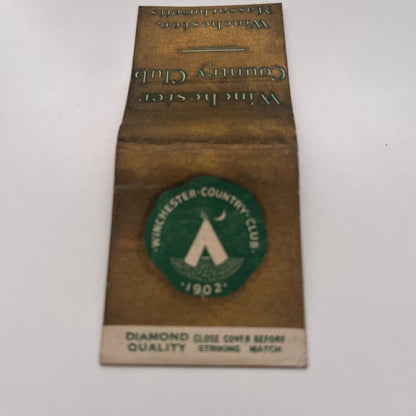 Winchester
Country Club
Winchester,
Massachusetts
· WINCHESTER · COUNTRY · CLUB ·
· 1902 ·
DIAMOND QUALITY
CLOSE COVER BEFORE STRIKING MATCH